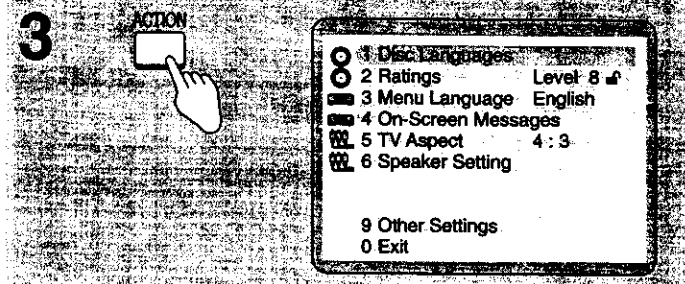 3
ACTION
1 Disc Languages
2 Ratings Level 8
3 Menu Language English
4 On-Screen Messages
5 TV Aspect 4 : 3
6 Speaker Setting
9 Other Settings
0 Exit